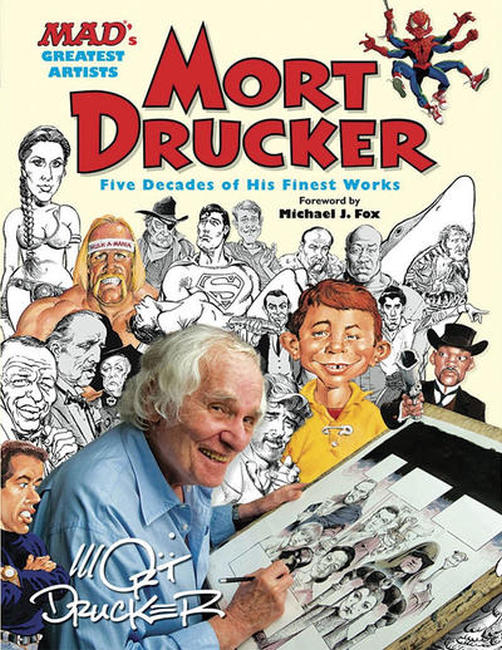 MAD's
GREATEST
ARTISTS
MORT
DRUCKER
Five Decades of His Finest Works
Foreword by
Michael J. Fox
HULK-A-MANIA
S
MORT
DRUCKER